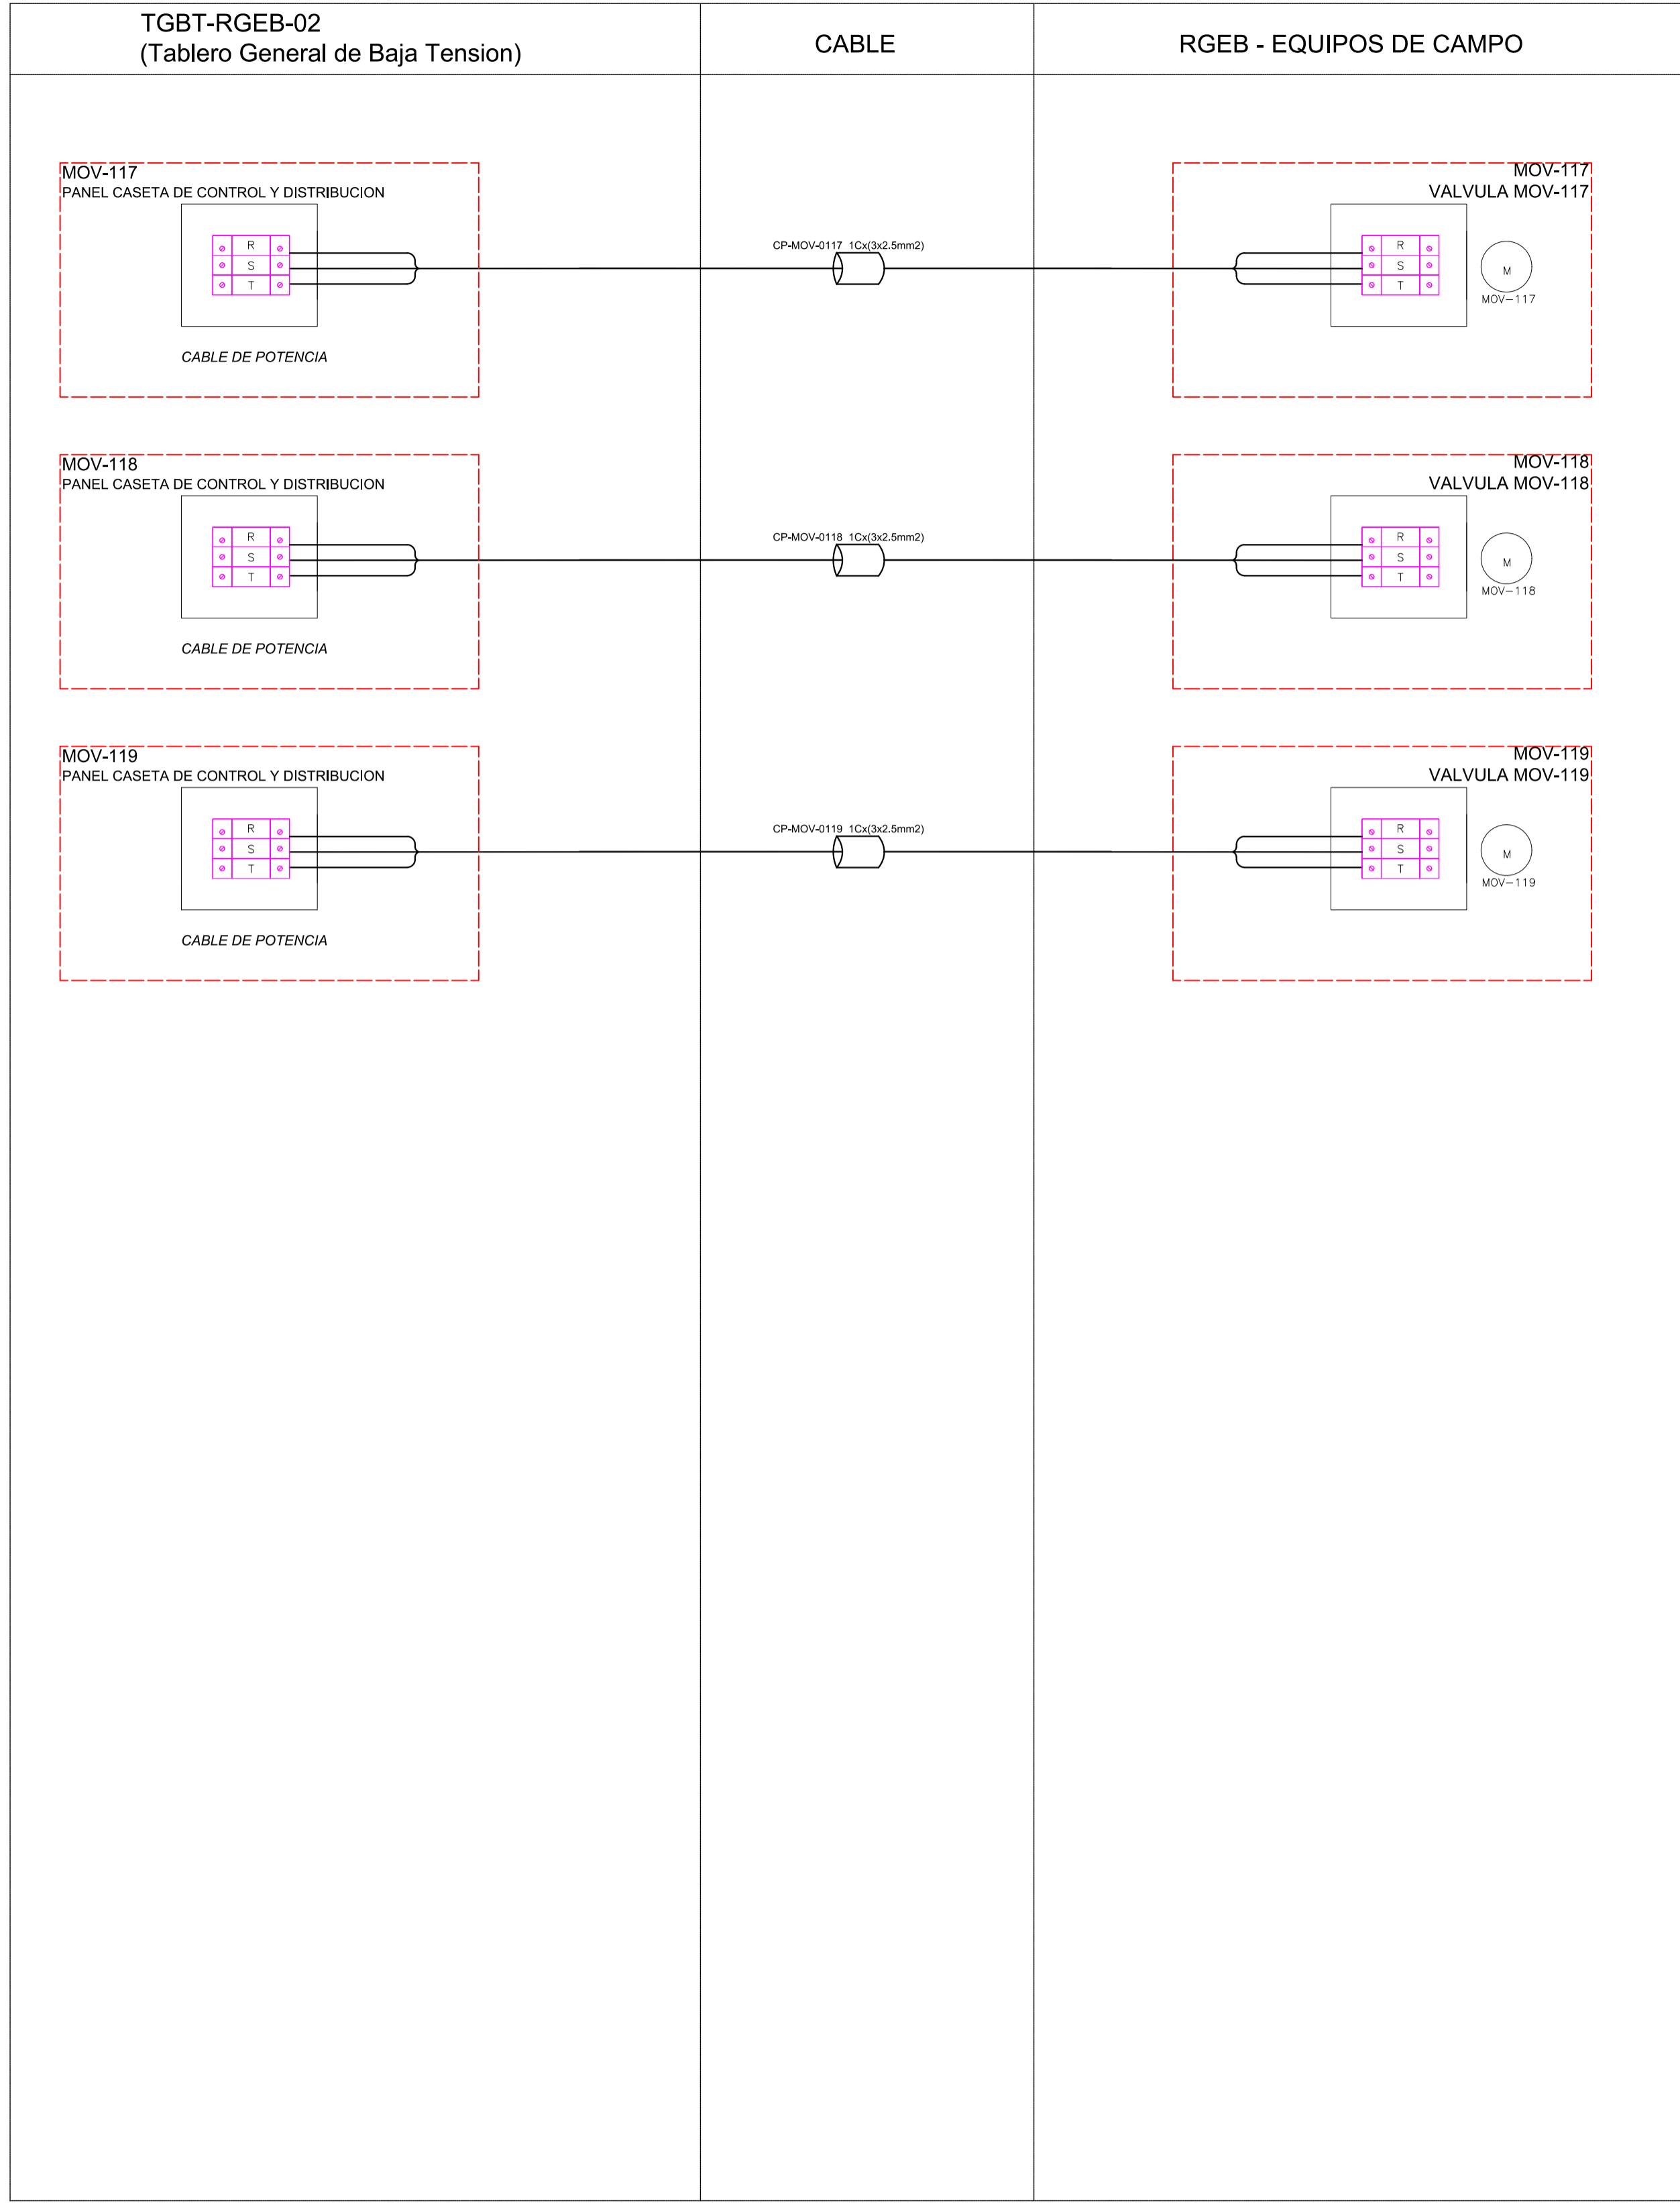 TGBT-RGEB-02
(Tablero General de Baja Tension)
CABLE
RGEB - EQUIPOS DE CAMPO
MOV-117
PANEL CASETA DE CONTROL Y DISTRIBUCION
R
S
T
CABLE DE POTENCIA
CP-MOV-0117 1Cx(3x2.5mm2)
MOV-117
VALVULA MOV-117
R
S
T
M
MOV-117
MOV-118
PANEL CASETA DE CONTROL Y DISTRIBUCION
R
S
T
CABLE DE POTENCIA
CP-MOV-0118 1Cx(3x2.5mm2)
MOV-118
VALVULA MOV-118
R
S
T
M
MOV-118
MOV-119
PANEL CASETA DE CONTROL Y DISTRIBUCION
R
S
T
CABLE DE POTENCIA
CP-MOV-0119 1Cx(3x2.5mm2)
MOV-119
VALVULA MOV-119
R
S
T
M
MOV-119